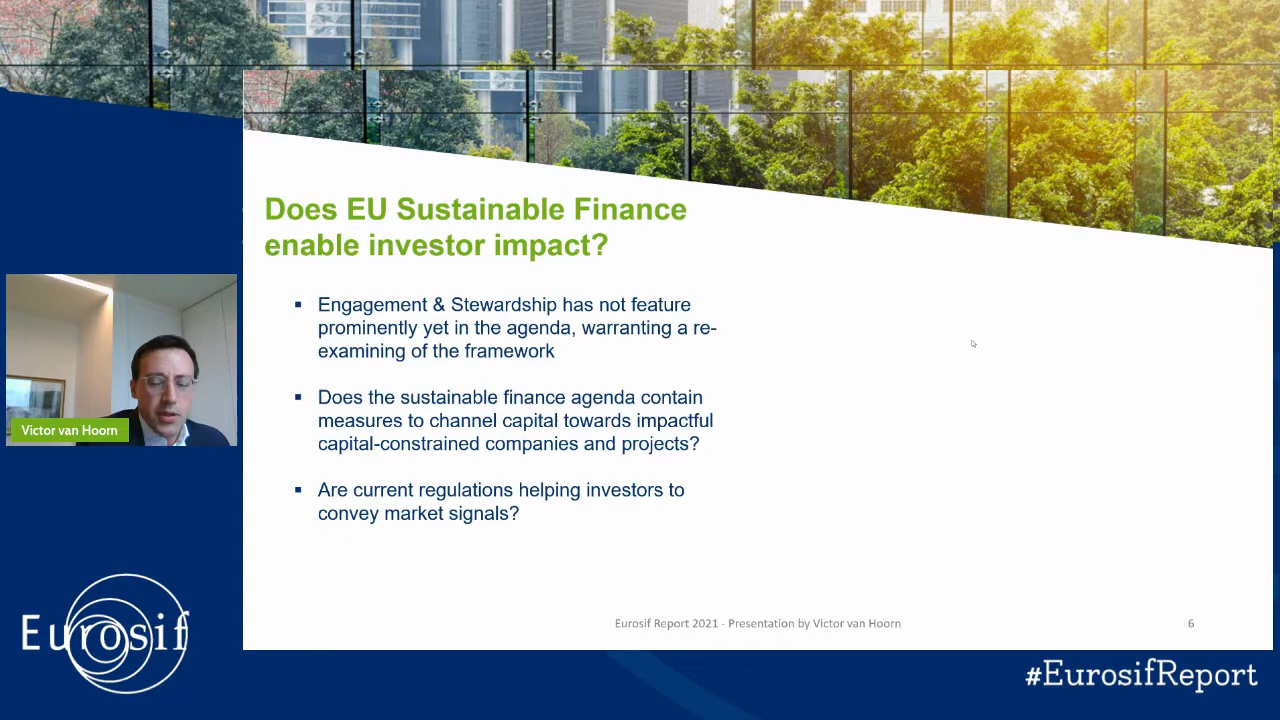 Does EU Sustainable Finance
enable investor impact?
Engagement & Stewardship has not feature
prominently yet in the agenda, warranting a re-
examining of the framework
Does the sustainable finance agenda contain
measures to channel capital towards impactful
capital-constrained companies and projects?
Are current regulations helping investors to
convey market signals?
Victor van Hoorn
Eurosif Report 2021 - Presentation by Victor van Hoorn
6
Eurosif
#EurosifReport